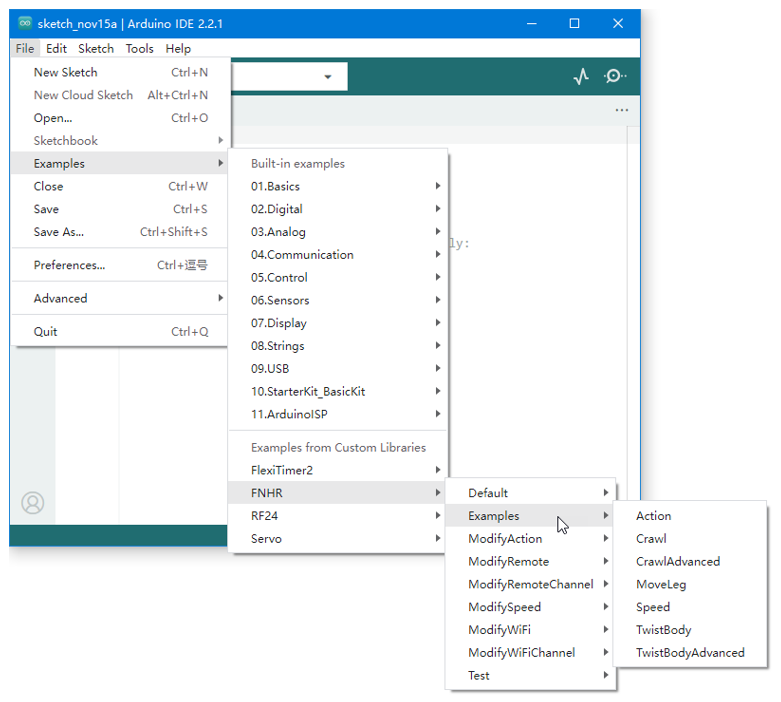 sketch_nov15a | Arduino IDE 2.2.1
File Edit Sketch Tools Help
New Sketch Ctrl+N
New Cloud Sketch Alt+Ctrl+N
Open... Ctrl+O
Sketchbook
Examples
Close Ctrl+W
Save Ctrl+S
Save As... Ctrl+Shift+S
Preferences... Ctrl+逗号
Advanced
Quit Ctrl+Q
Built-in examples
01.Basics
02.Digital
03.Analog
04.Communication
05.Control
06.Sensors
07.Display
08.Strings
09.USB
10.StarterKit_BasicKit
11.ArduinoISP
Examples from Custom Libraries
FlexiTimer2
FNHR
RF24
Servo
ly:
Default
Examples
ModifyAction
ModifyRemote
ModifyRemoteChannel
ModifySpeed
ModifyWiFi
ModifyWiFiChannel
Test
Action
Crawl
CrawlAdvanced
MoveLeg
Speed
TwistBody
TwistBodyAdvanced